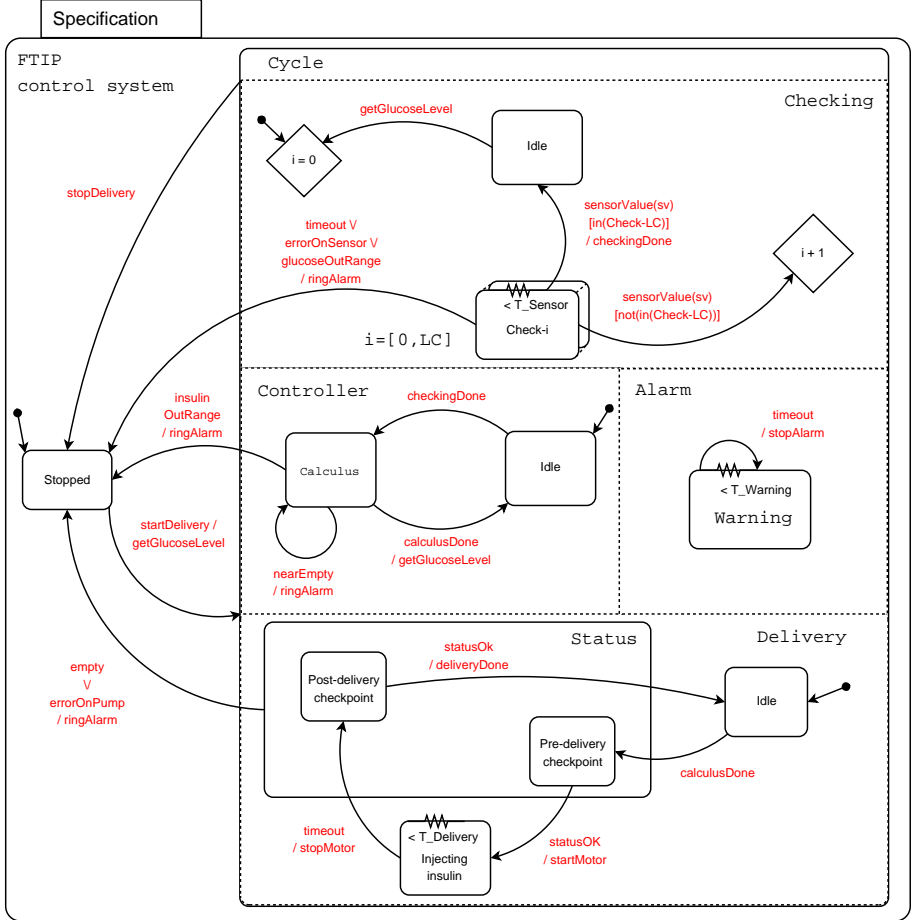 Specification
FTIP
control system
Cycle
Checking
getGlucoseLevel
Idle
i = 0
stopDelivery
sensorValue(sv)
[in(Check-LC)]
/ checkingDone
timeout \/
errorOnSensor \/
glucoseOutRange
/ ringAlarm
i + 1
< T_Sensor
Check-i
sensorValue(sv)
[not(in(Check-LC))]
i=[0,LC]
Controller
Alarm
insulin
OutRange
/ ringAlarm
checkingDone
timeout
/ stopAlarm
Stopped
Calculus
Idle
< T_Warning
Warning
startDelivery /
getGlucoseLevel
calculusDone
/ getGlucoseLevel
nearEmpty
/ ringAlarm
Status
Delivery
statusOk
/ deliveryDone
empty
\/
errorOnPump
/ ringAlarm
Post-delivery
checkpoint
Idle
Pre-delivery
checkpoint
calculusDone
timeout
/ stopMotor
< T_Delivery
Injecting
insulin
statusOK
/ startMotor